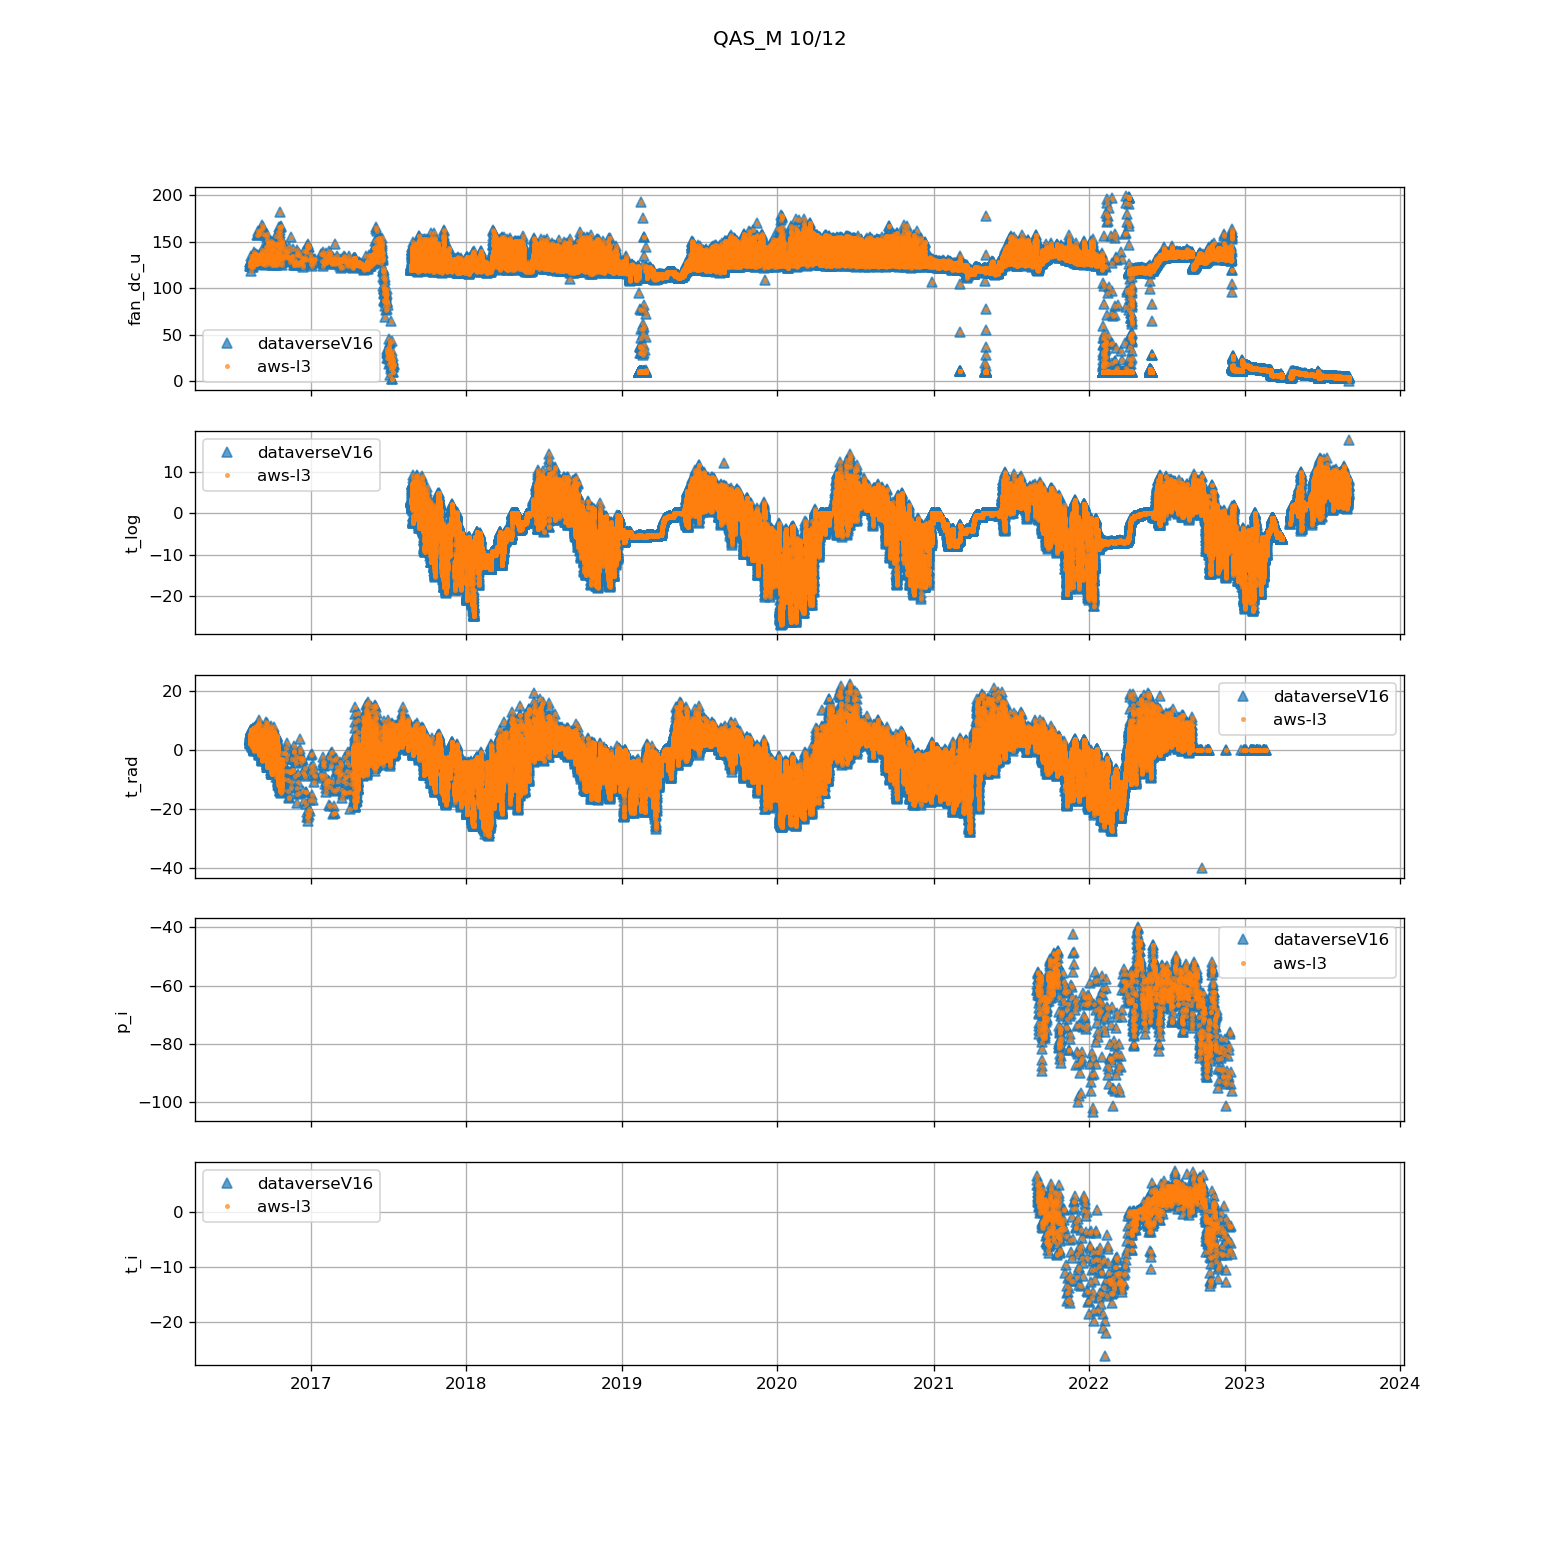 QAS_M 10/12
fan_dc_u
200
150
100
50
0
dataverseV16
aws-l3
t_log
10
0
−10
−20
dataverseV16
aws-l3
t_rad
20
0
−20
−40
dataverseV16
aws-l3
p_i
−40
−60
−80
−100
dataverseV16
aws-l3
t_i
0
−10
−20
dataverseV16
aws-l3
2017 2018 2019 2020 2021 2022 2023 2024